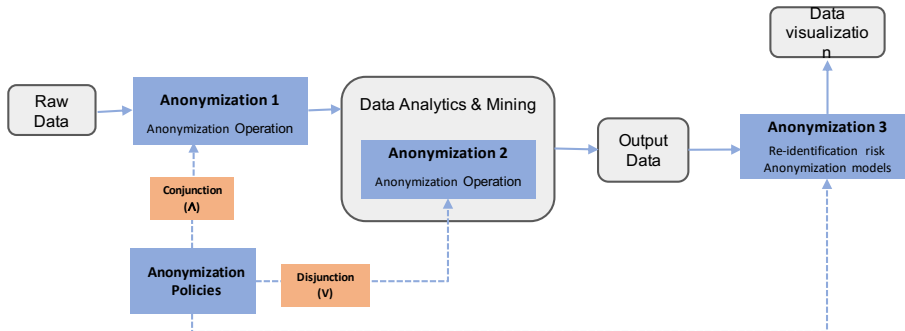 Data
visualizatio
n
Raw
Data
Anonymization 1
Anonymization Operation
Data Analytics & Mining
Anonymization 2
Anonymization Operation
Output
Data
Anonymization 3
Re-identification risk
Anonymization models
Conjunction
(Λ)
Anonymization
Policies
Disjunction
(V)